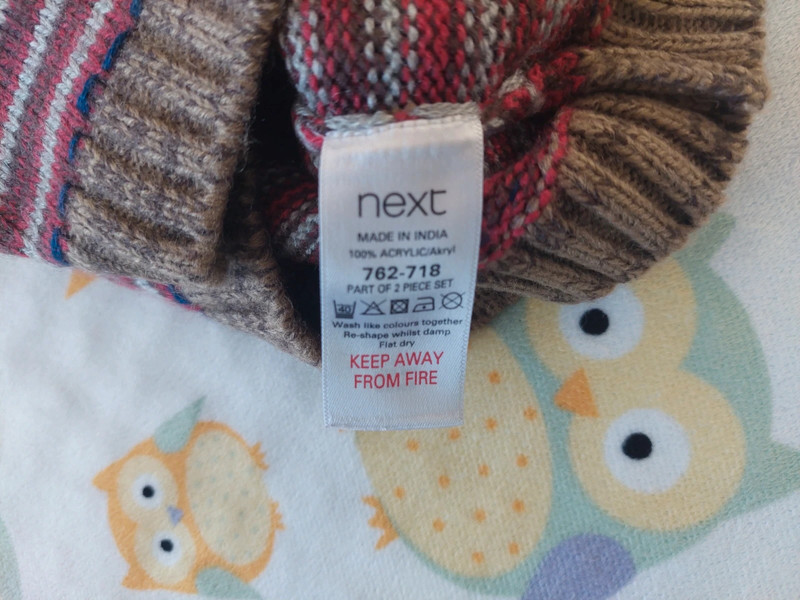 next
MADE IN INDIA
100% ACRYLIC/Akryl
762-718
PART OF 2 PIECE SET
40
Wash like colours together
Re-shape whilst damp
Flat dry
KEEP AWAY
FROM FIRE